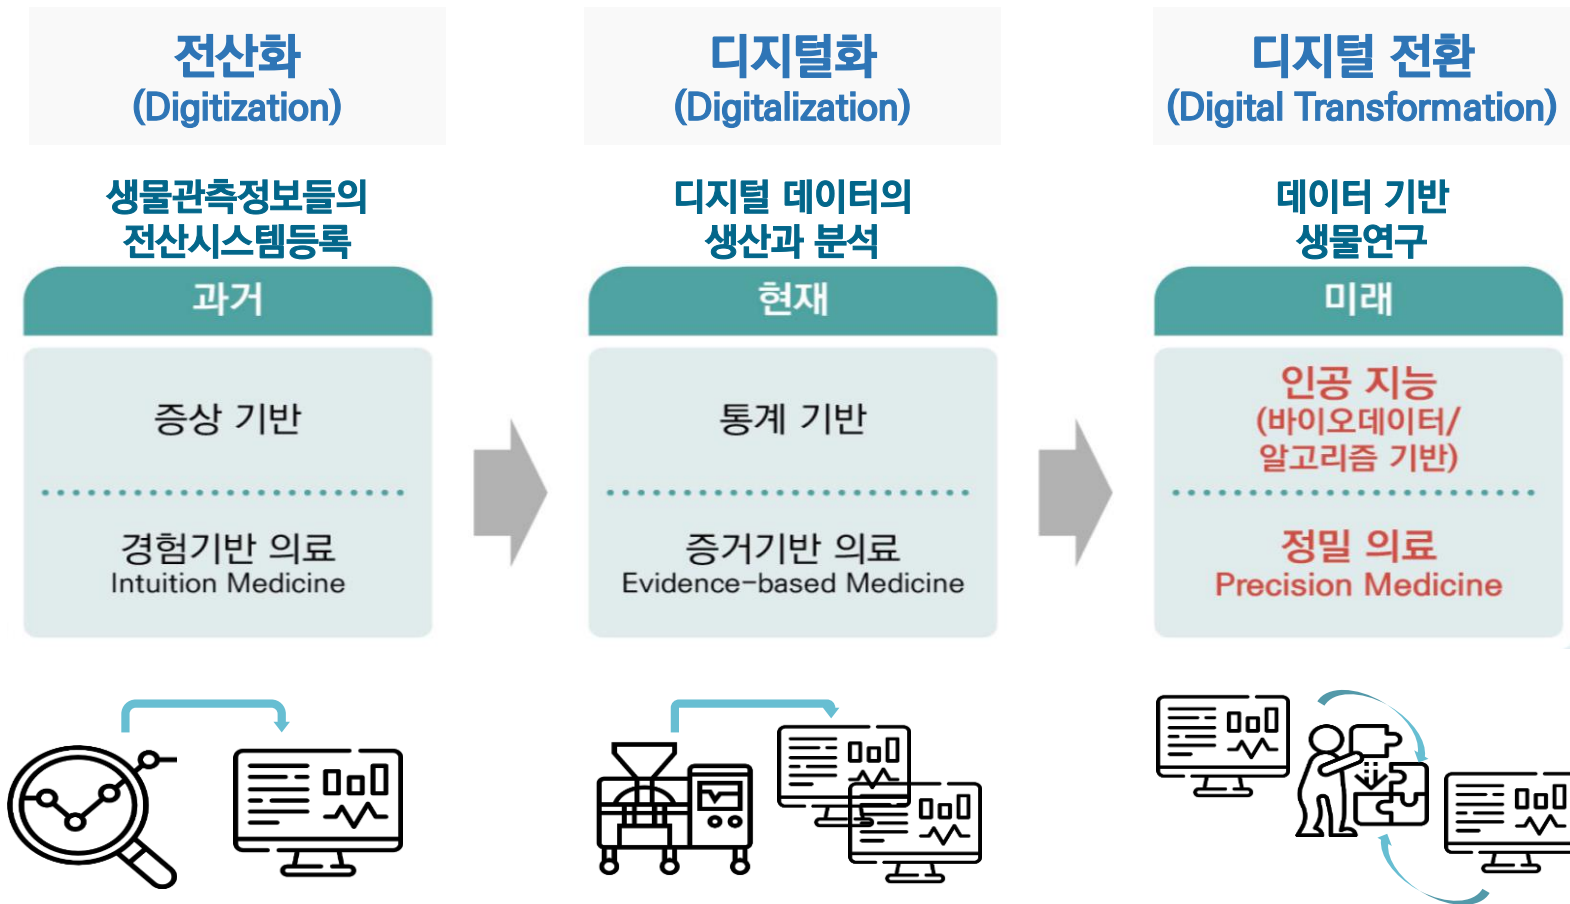 전산화
(Digitization)
생물관측정보들의
전산시스템등록
과거
증상 기반
경험기반 의료
Intuition Medicine
디지털화
(Digitalization)
디지털 데이터의
생산과 분석
현재
통계 기반
증거기반 의료
Evidence-based Medicine
디지털 전환
(Digital Transformation)
데이터 기반
생물연구
미래
인공 지능
(바이오데이터/
알고리즘 기반)
정밀 의료
Precision Medicine